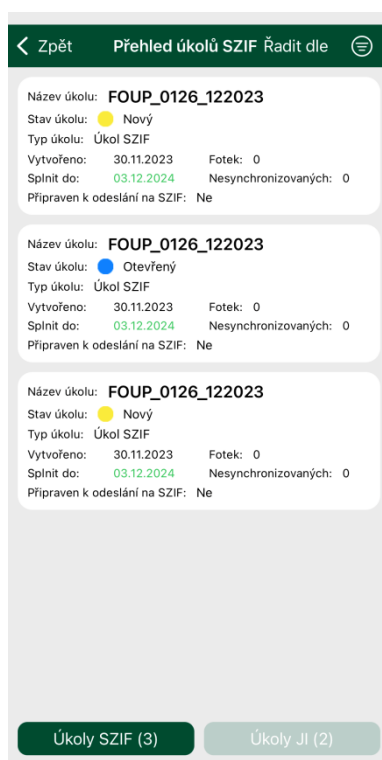 Zpět Přehled úkolů SZIF Řadit dle
Název úkolu: FOUP_0126_122023
Stav úkolu: Nový
Typ úkolu: Úkol SZIF
Vytvořeno: 30.11.2023 Fotek: 0
Splnit do: 03.12.2024 Nesynchronizovaných: 0
Připraven k odeslání na SZIF: Ne
Název úkolu: FOUP_0126_122023
Stav úkolu: Otevřený
Typ úkolu: Úkol SZIF
Vytvořeno: 30.11.2023 Fotek: 0
Splnit do: 03.12.2024 Nesynchronizovaných: 0
Připraven k odeslání na SZIF: Ne
Název úkolu: FOUP_0126_122023
Stav úkolu: Nový
Typ úkolu: Úkol SZIF
Vytvořeno: 30.11.2023 Fotek: 0
Splnit do: 03.12.2024 Nesynchronizovaných: 0
Připraven k odeslání na SZIF: Ne
Úkoly SZIF (3) Úkoly JI (2)